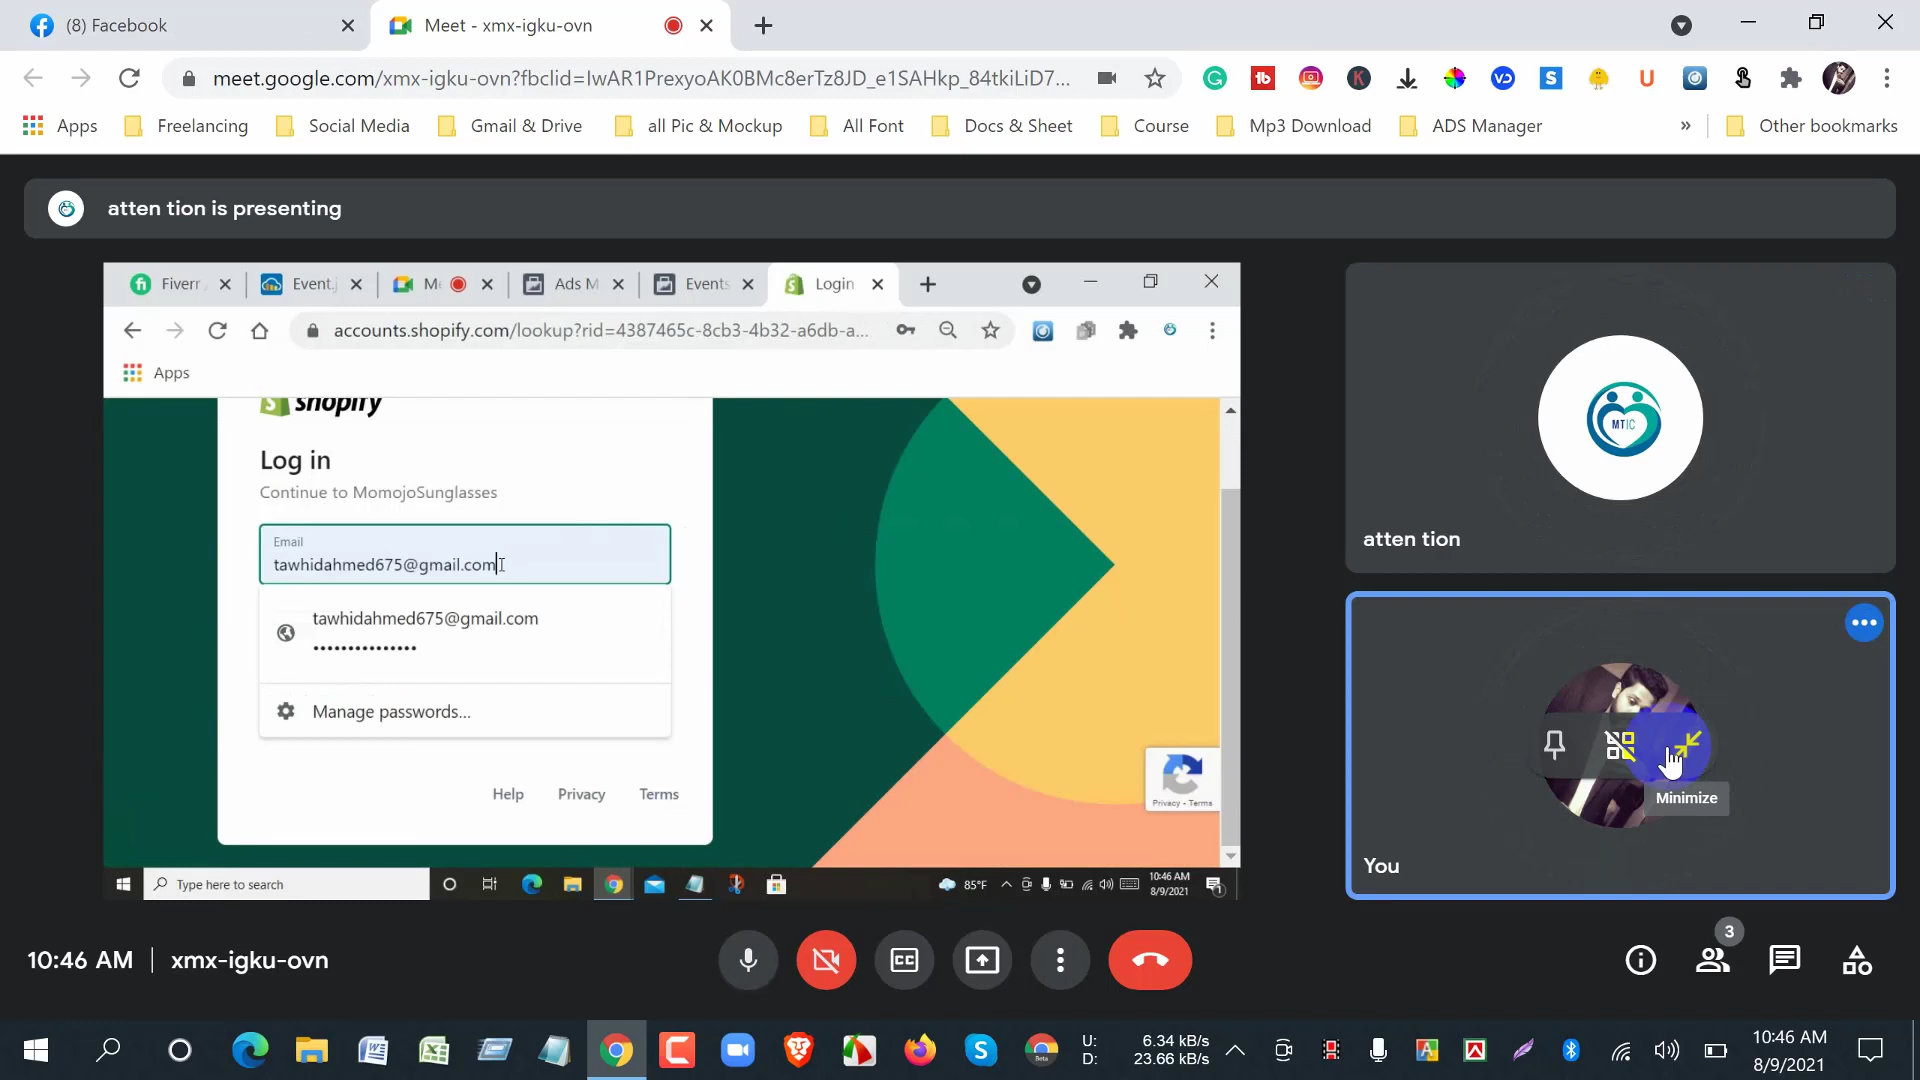 (8) Facebook
Meet - xmx-igku-ovn
meet.google.com/xmx-igku-ovn?fbclid=IwAR1PrexyoAK0BMc8erTz8JD_e1SAHkp_84tkiLiD7...
Apps
Freelancing
Social Media
Gmail & Drive
all Pic & Mockup
All Font
Docs & Sheet
Course
Mp3 Download
ADS Manager
»
Other bookmarks
atten tion is presenting
Fiverr
Event.j
Me
Ads M
Events
Login
accounts.shopify.com/lookup?rid=4387465c-8cb3-4b32-a6db-a...
Apps
shopify
Log in
Continue to MomojoSunglasses
Email
tawhidahmed675@gmail.com
tawhidahmed675@gmail.com
•••••••••••••••
Manage passwords...
Help
Privacy
Terms
Privacy - Terms
Type here to search
85°F
10:46 AM
8/9/2021
MTIC
atten tion
Minimize
You
10:46 AM
xmx-igku-ovn
3
U: 6.34 kB/s
D: 23.66 kB/s
10:46 AM
8/9/2021